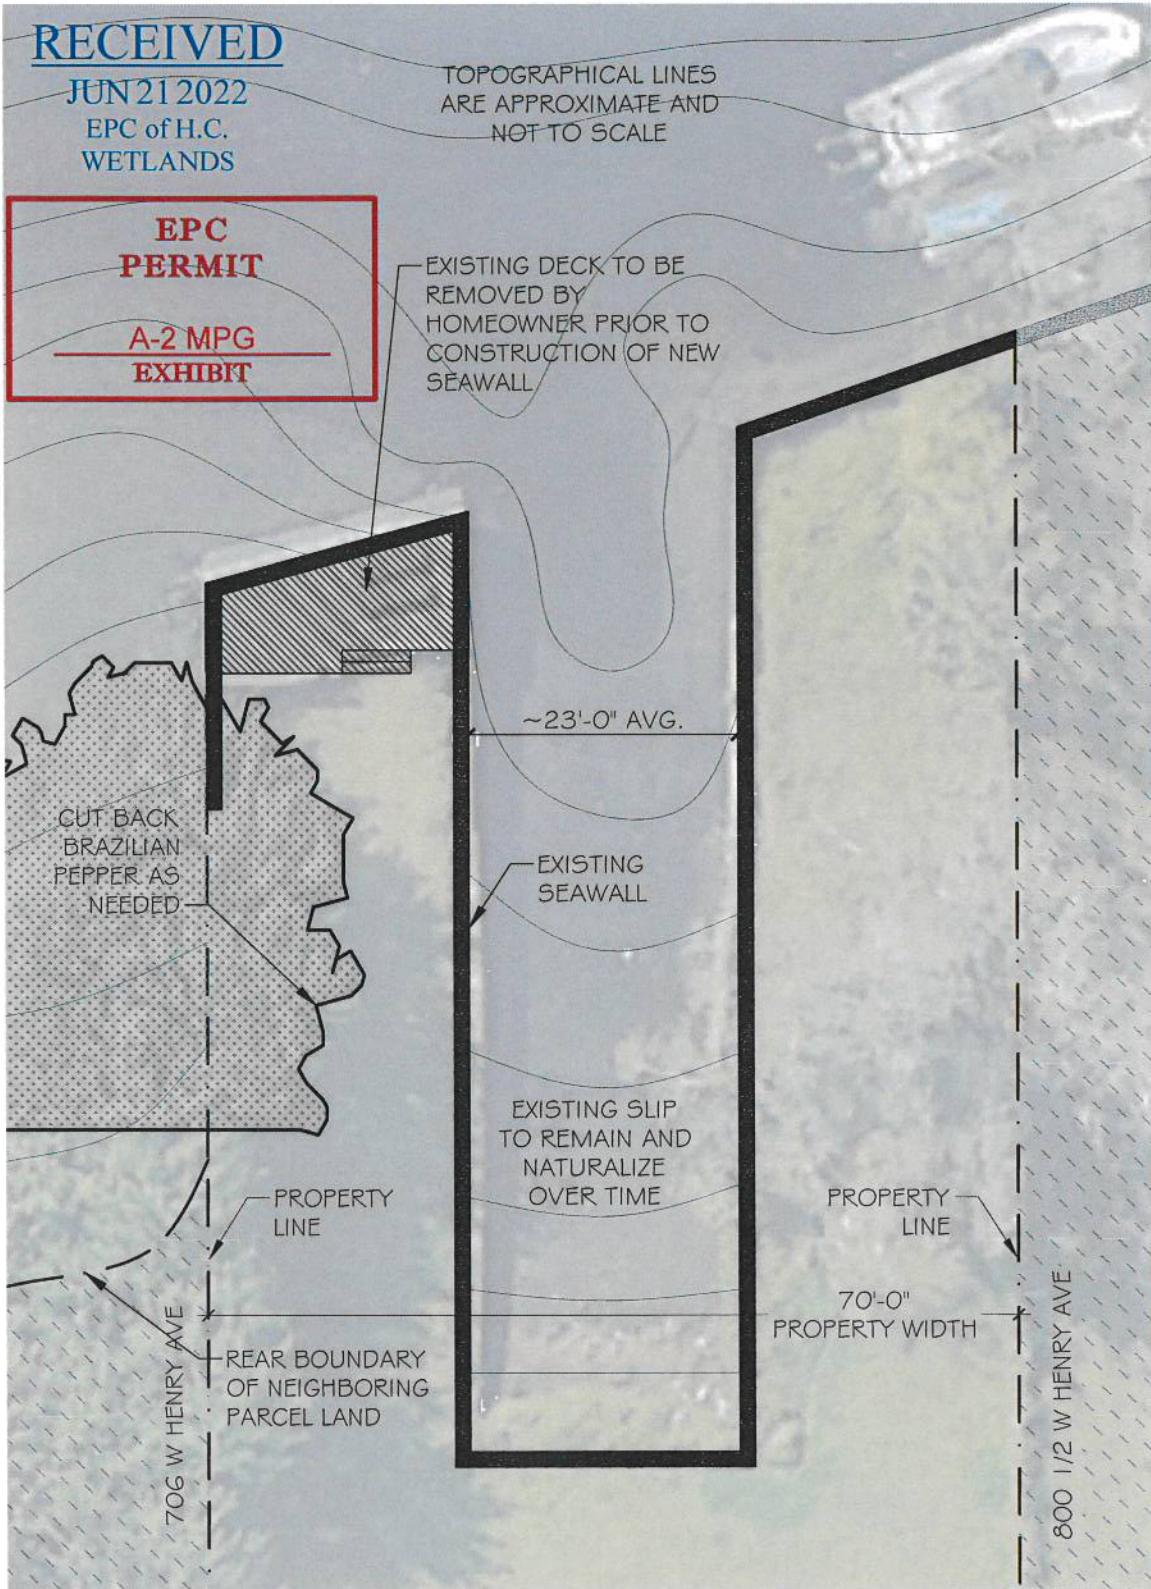 RECEIVED
JUN 21 2022
EPC of H.C.
WETLANDS
TOPOGRAPHICAL LINES
ARE APPROXIMATE AND
NOT TO SCALE
EPC
PERMIT
A-2 MPG
EXHIBIT
EXISTING DECK TO BE
REMOVED BY
HOMEOWNER PRIOR TO
CONSTRUCTION OF NEW
SEAWALL
~23'-0" AVG.
CUT BACK
BRAZILIAN
PEPPER AS
NEEDED
EXISTING
SEAWALL
EXISTING SLIP
TO REMAIN AND
NATURALIZE
OVER TIME
PROPERTY
LINE
PROPERTY
LINE
70'-0"
PROPERTY WIDTH
REAR BOUNDARY
OF NEIGHBORING
PARCEL LAND
706 W HENRY AVE
800 1/2 W HENRY AVE